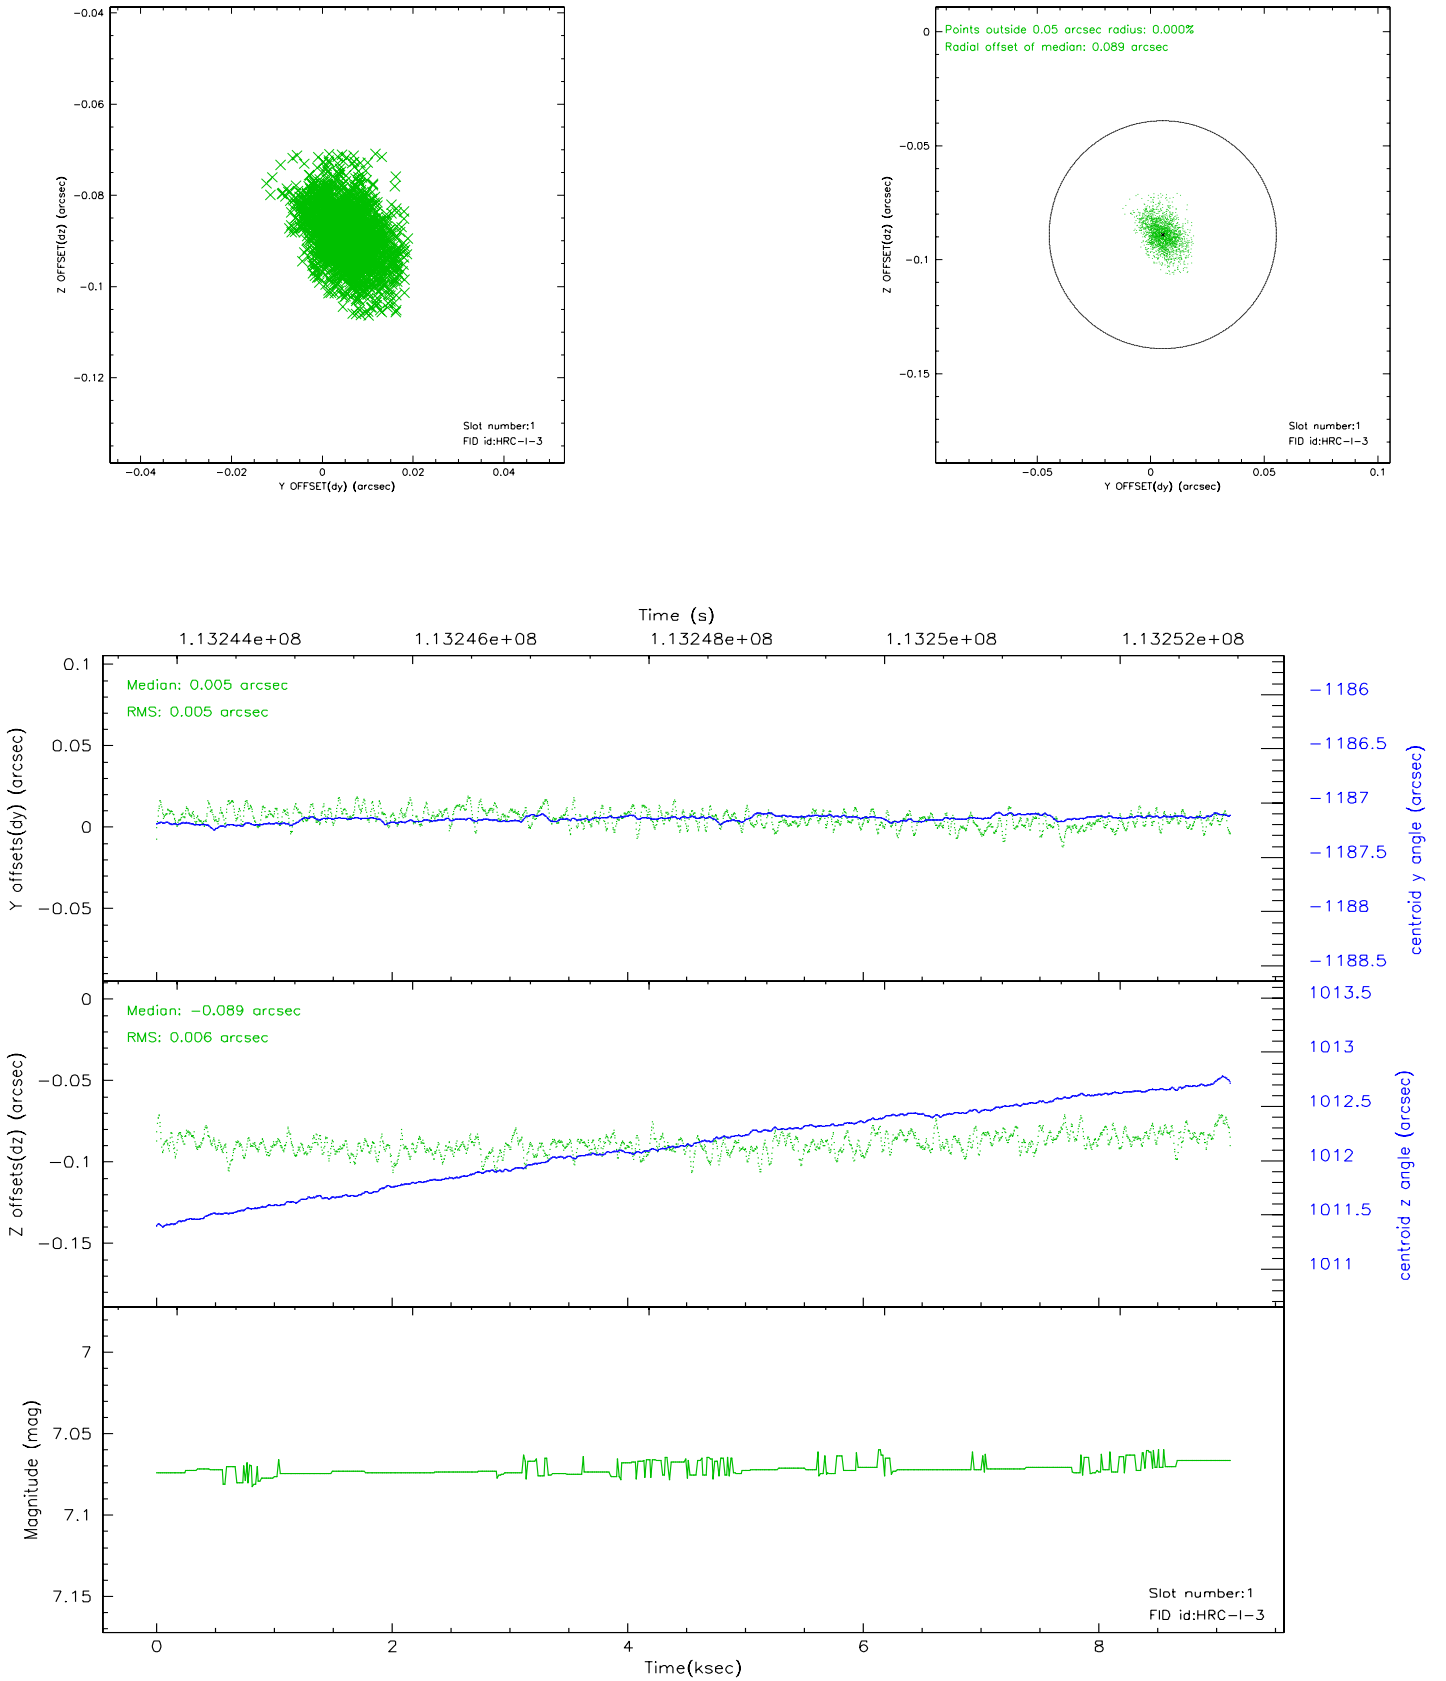 −0.04
−0.06
−0.08
−0.1
−0.12
Z OFFSET(dz) (arcsec)
Slot number:1
FID id:HRC−I−3
−0.04 −0.02 0 0.02 0.04
Y OFFSET(dy) (arcsec)
Points outside 0.05 arcsec radius: 0.000%
Radial offset of median: 0.089 arcsec
0
−0.05
−0.1
−0.15
Z OFFSET(dz) (arcsec)
Slot number:1
FID id:HRC−I−3
−0.05 0 0.05 0.1
Y OFFSET(dy) (arcsec)
Time (s)
1.13244e+08 1.13246e+08 1.13248e+08 1.1325e+08 1.13252e+08
Median: 0.005 arcsec
RMS: 0.005 arcsec
0.1
0.05
0
−0.05
Y offsets(dy) (arcsec)
−1186
−1186.5
−1187
−1187.5
−1188
−1188.5
centroid y angle (arcsec)
Median: −0.089 arcsec
RMS: 0.006 arcsec
0
−0.05
−0.1
−0.15
Z offsets(dz) (arcsec)
1013.5
1013
1012.5
1012
1011.5
1011
centroid z angle (arcsec)
7
7.05
7.1
7.15
Magnitude (mag)
Slot number:1
FID id:HRC−I−3
0 2 4 6 8
Time(ksec)